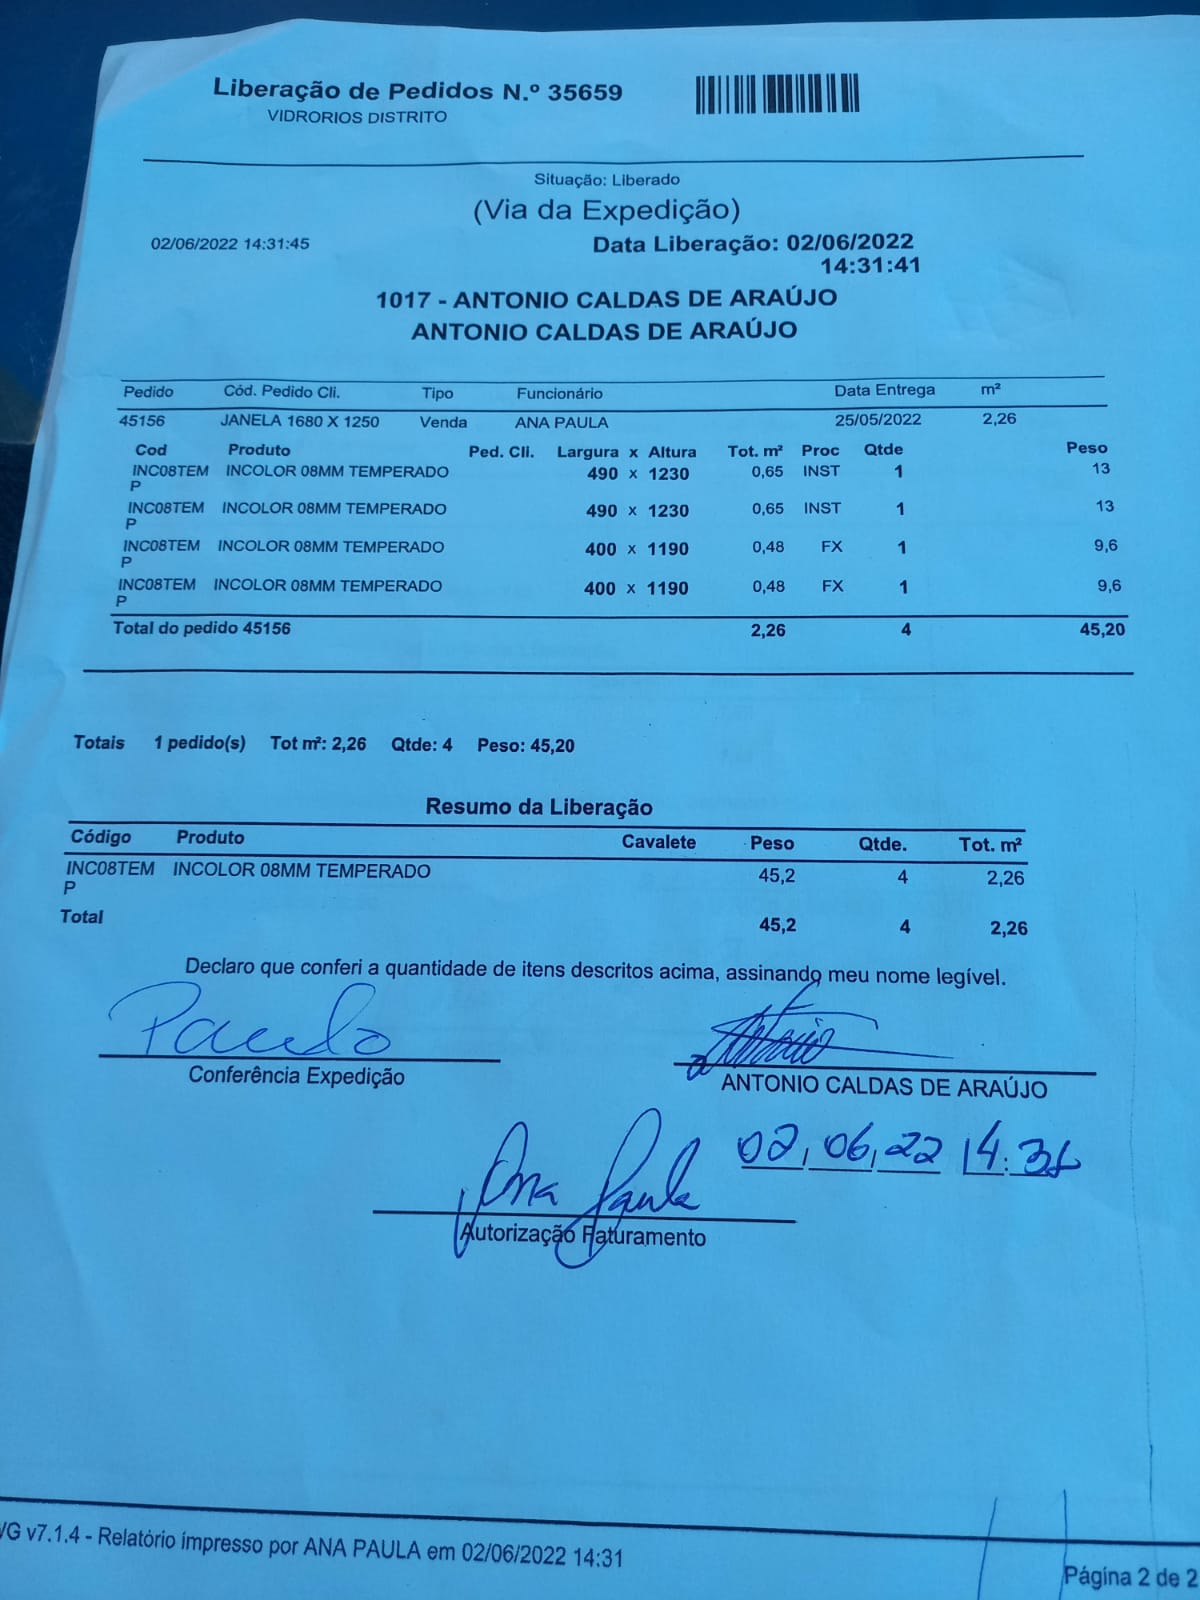 Liberação de Pedidos N.º 35659
VIDRORIOS DISTRITO
Situação: Liberado
(Via da Expedição)
02/06/2022 14:31:45 Data Liberação: 02/06/2022
14:31:41
1017 - ANTONIO CALDAS DE ARAÚJO
ANTONIO CALDAS DE ARAÚJO
Pedido Cód. Pedido Cli. Tipo Funcionário Data Entrega m²
45156 JANELA 1680 X 1250 Venda ANA PAULA 25/05/2022 2,26
Cod Produto Ped. Cli. Largura x Altura Tot. m² Proc Qtde Peso
INC08TEM INCOLOR 08MM TEMPERADO 490 x 1230 0,65 INST 1 13
P
INC08TEM INCOLOR 08MM TEMPERADO 490 x 1230 0,65 INST 1 13
P
INC08TEM INCOLOR 08MM TEMPERADO 400 x 1190 0,48 FX 1 9,6
P
INC08TEM INCOLOR 08MM TEMPERADO 400 x 1190 0,48 FX 1 9,6
P
Total do pedido 45156 2,26 4 45,20
Totais 1 pedido(s) Tot m²: 2,26 Qtde: 4 Peso: 45,20
Resumo da Liberação
Código Produto Cavalete Peso Qtde. Tot. m²
INC08TEM INCOLOR 08MM TEMPERADO 45,2 4 2,26
P
Total 45,2 4 2,26
Declaro que conferi a quantidade de itens descritos acima, assinando meu nome legível.
Paulo Antonio
Conferência Expedição ANTONIO CALDAS DE ARAÚJO
02,06,22
Ana Paula
Autorização Faturamento
VG v7.1.4 - Relatório impresso por ANA PAULA em 02/06/2022 14:31
Página 2 de 2